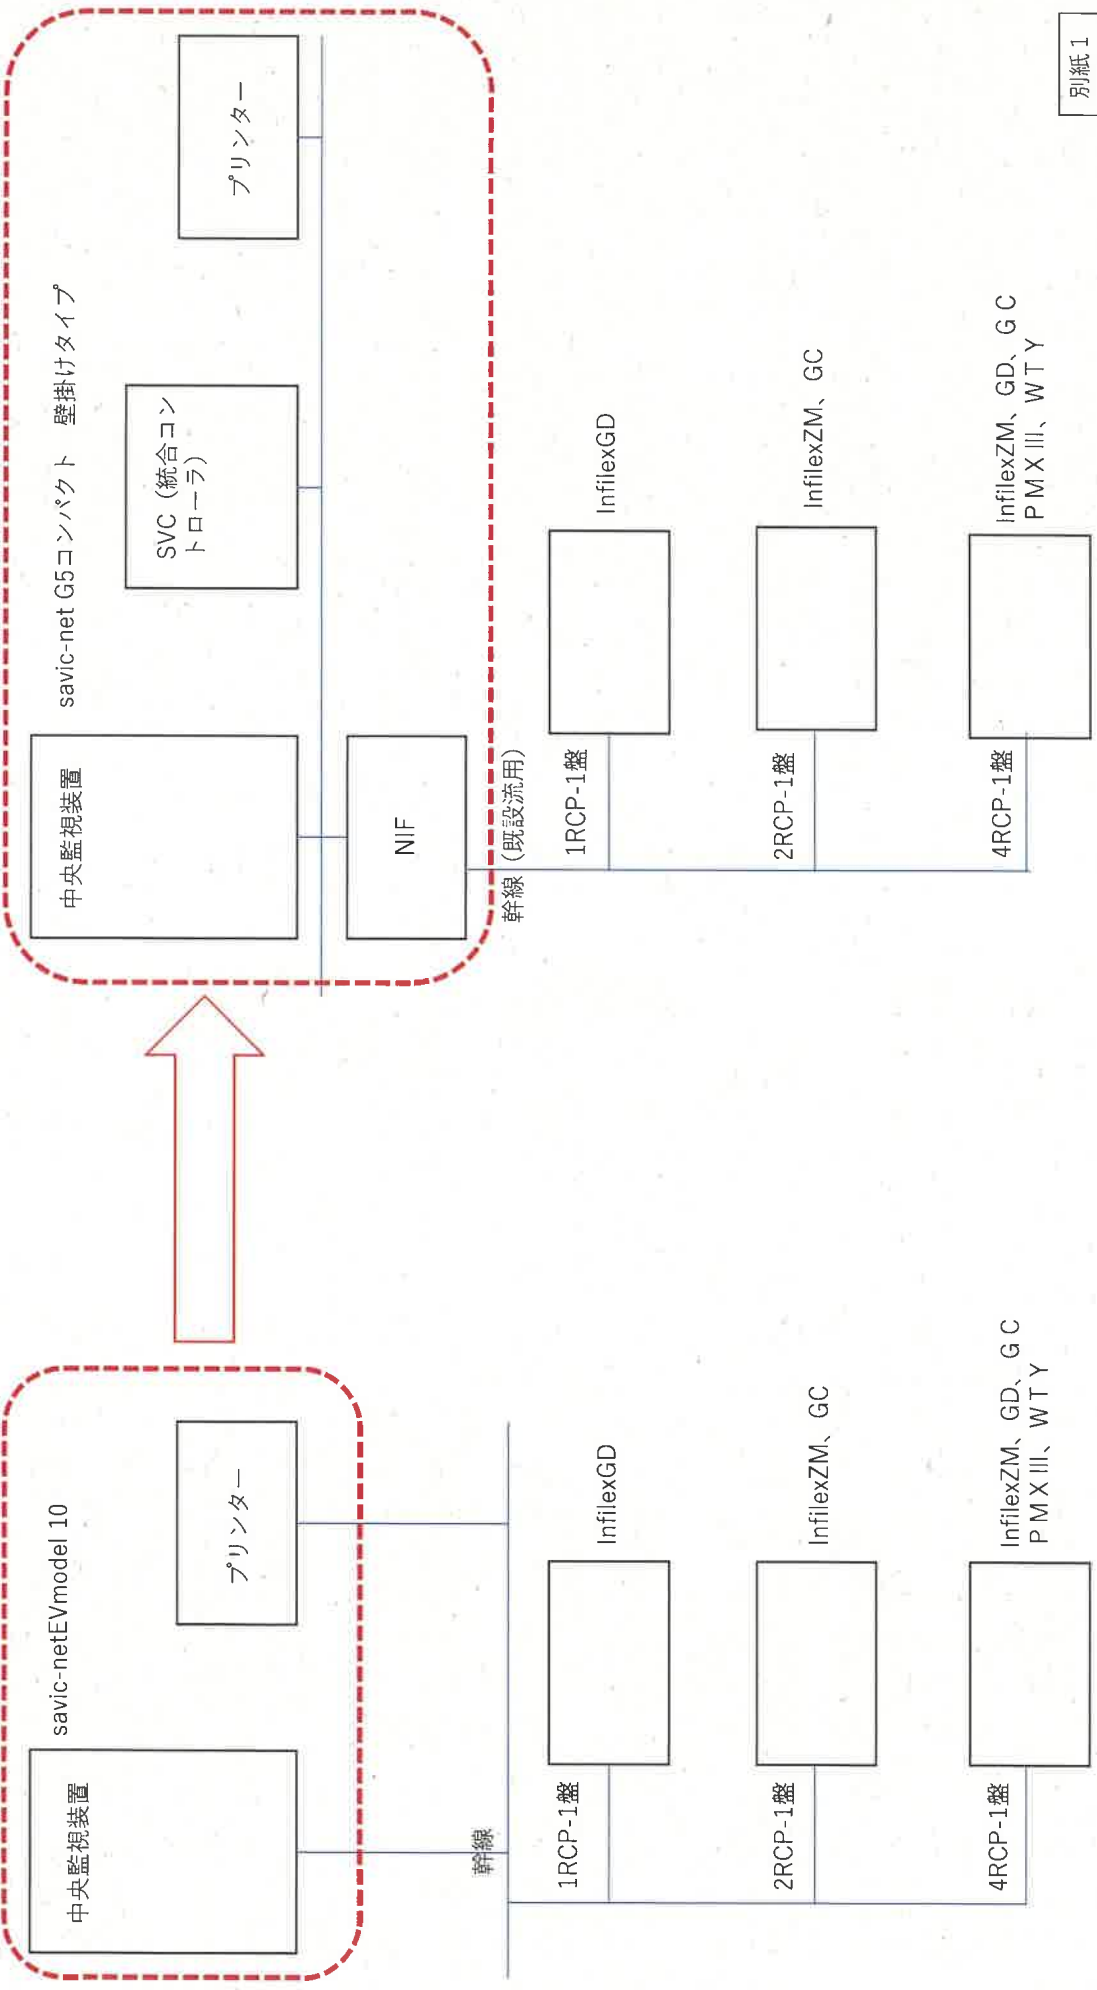 savic-netEVmodel 10
中央監視装置
プリンター
幹線
1RCP-1盤
InfilexGD
2RCP-1盤
InfilexZM、GC
4RCP-1盤
InfilexZM、GD、GC
PMXⅢ、WTY
savic-net G5コンパクト 壁掛けタイプ
中央監視装置
SVC（統合コン
トローラ）
プリンター
NIF
幹線（既設流用）
1RCP-1盤
InfilexGD
2RCP-1盤
InfilexZM、GC
4RCP-1盤
InfilexZM、GD、GC
PMXⅢ、WTY
別紙1